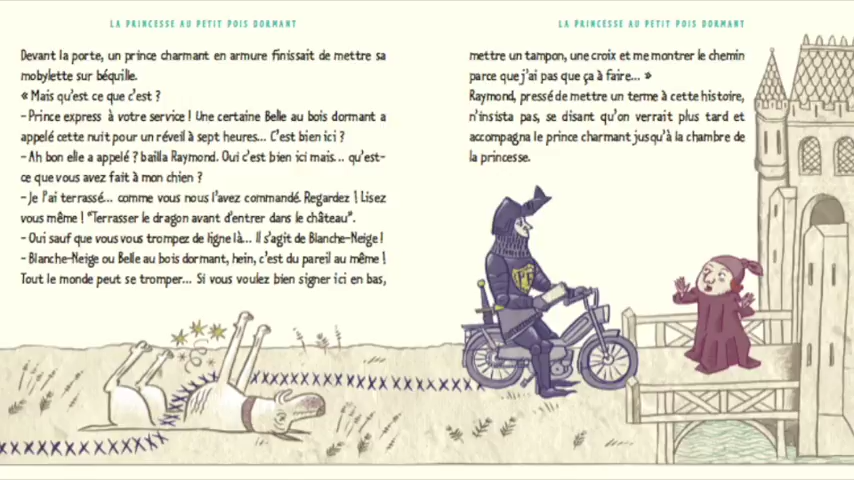 LA PRINCESSE AU PETIT POIS DORMANT
Devant la porte, un prince charmant en armure finissait de mettre sa
mobylette sur béquille.
« Mais qu'est ce que c'est ?
– Prince express à votre service ! Une certaine Belle au bois dormant a
appelé cette nuit pour un réveil à sept heures... C'est bien ici ?
– Ah bon elle a appelé ? bailla Raymond. Oui c'est bien ici mais... qu'est-
ce que vous avez fait à mon chien ?
– Je l'ai terrassé... comme vous nous l'avez commandé. Regardez ! Lisez
vous même ! "Terrasser le dragon avant d'entrer dans le château".
– Oui sauf que vous vous trompez de ligne là... Il s'agit de Blanche-Neige !
– Blanche-Neige ou Belle au bois dormant, hein, c'est du pareil au même !
Tout le monde peut se tromper... Si vous voulez bien signer ici en bas,
LA PRINCESSE AU PETIT POIS DORMANT
mettre un tampon, une croix et me montrer le chemin
parce que j'ai pas que ça à faire... »
Raymond, pressé de mettre un terme à cette histoire,
n'insista pas, se disant qu'on verrait plus tard et
accompagna le prince charmant jusqu'à la chambre de
la princesse.